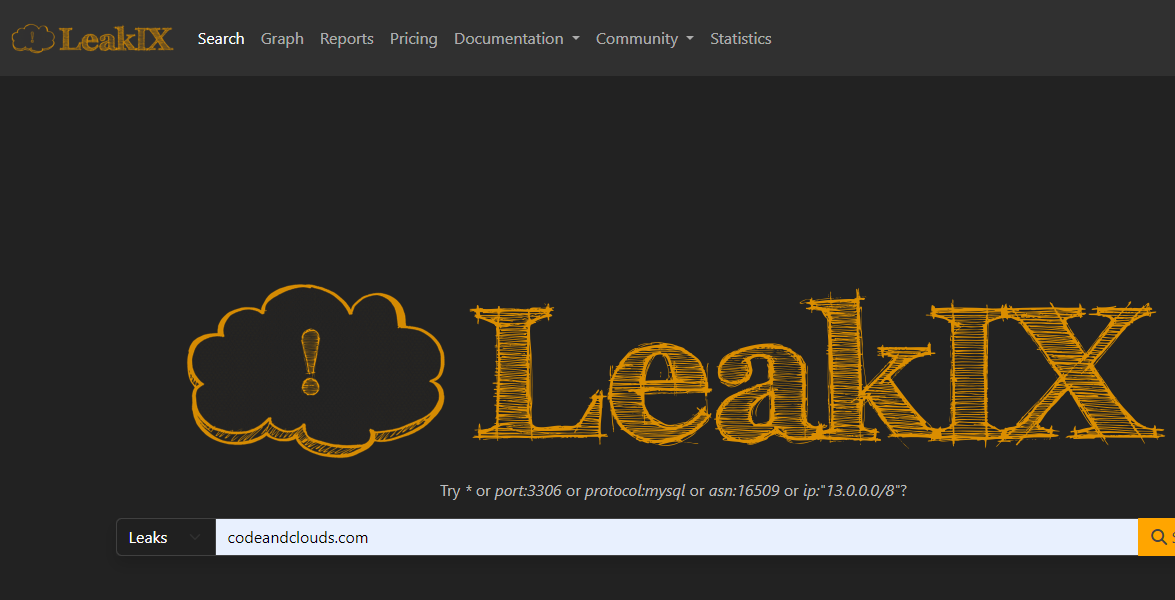 LeakIX Search Graph Reports Pricing Documentation Community Statistics
LeakIX
Try * or port:3306 or protocol:mysql or asn:16509 or ip:"13.0.0.0/8"?
Leaks codeandclouds.com